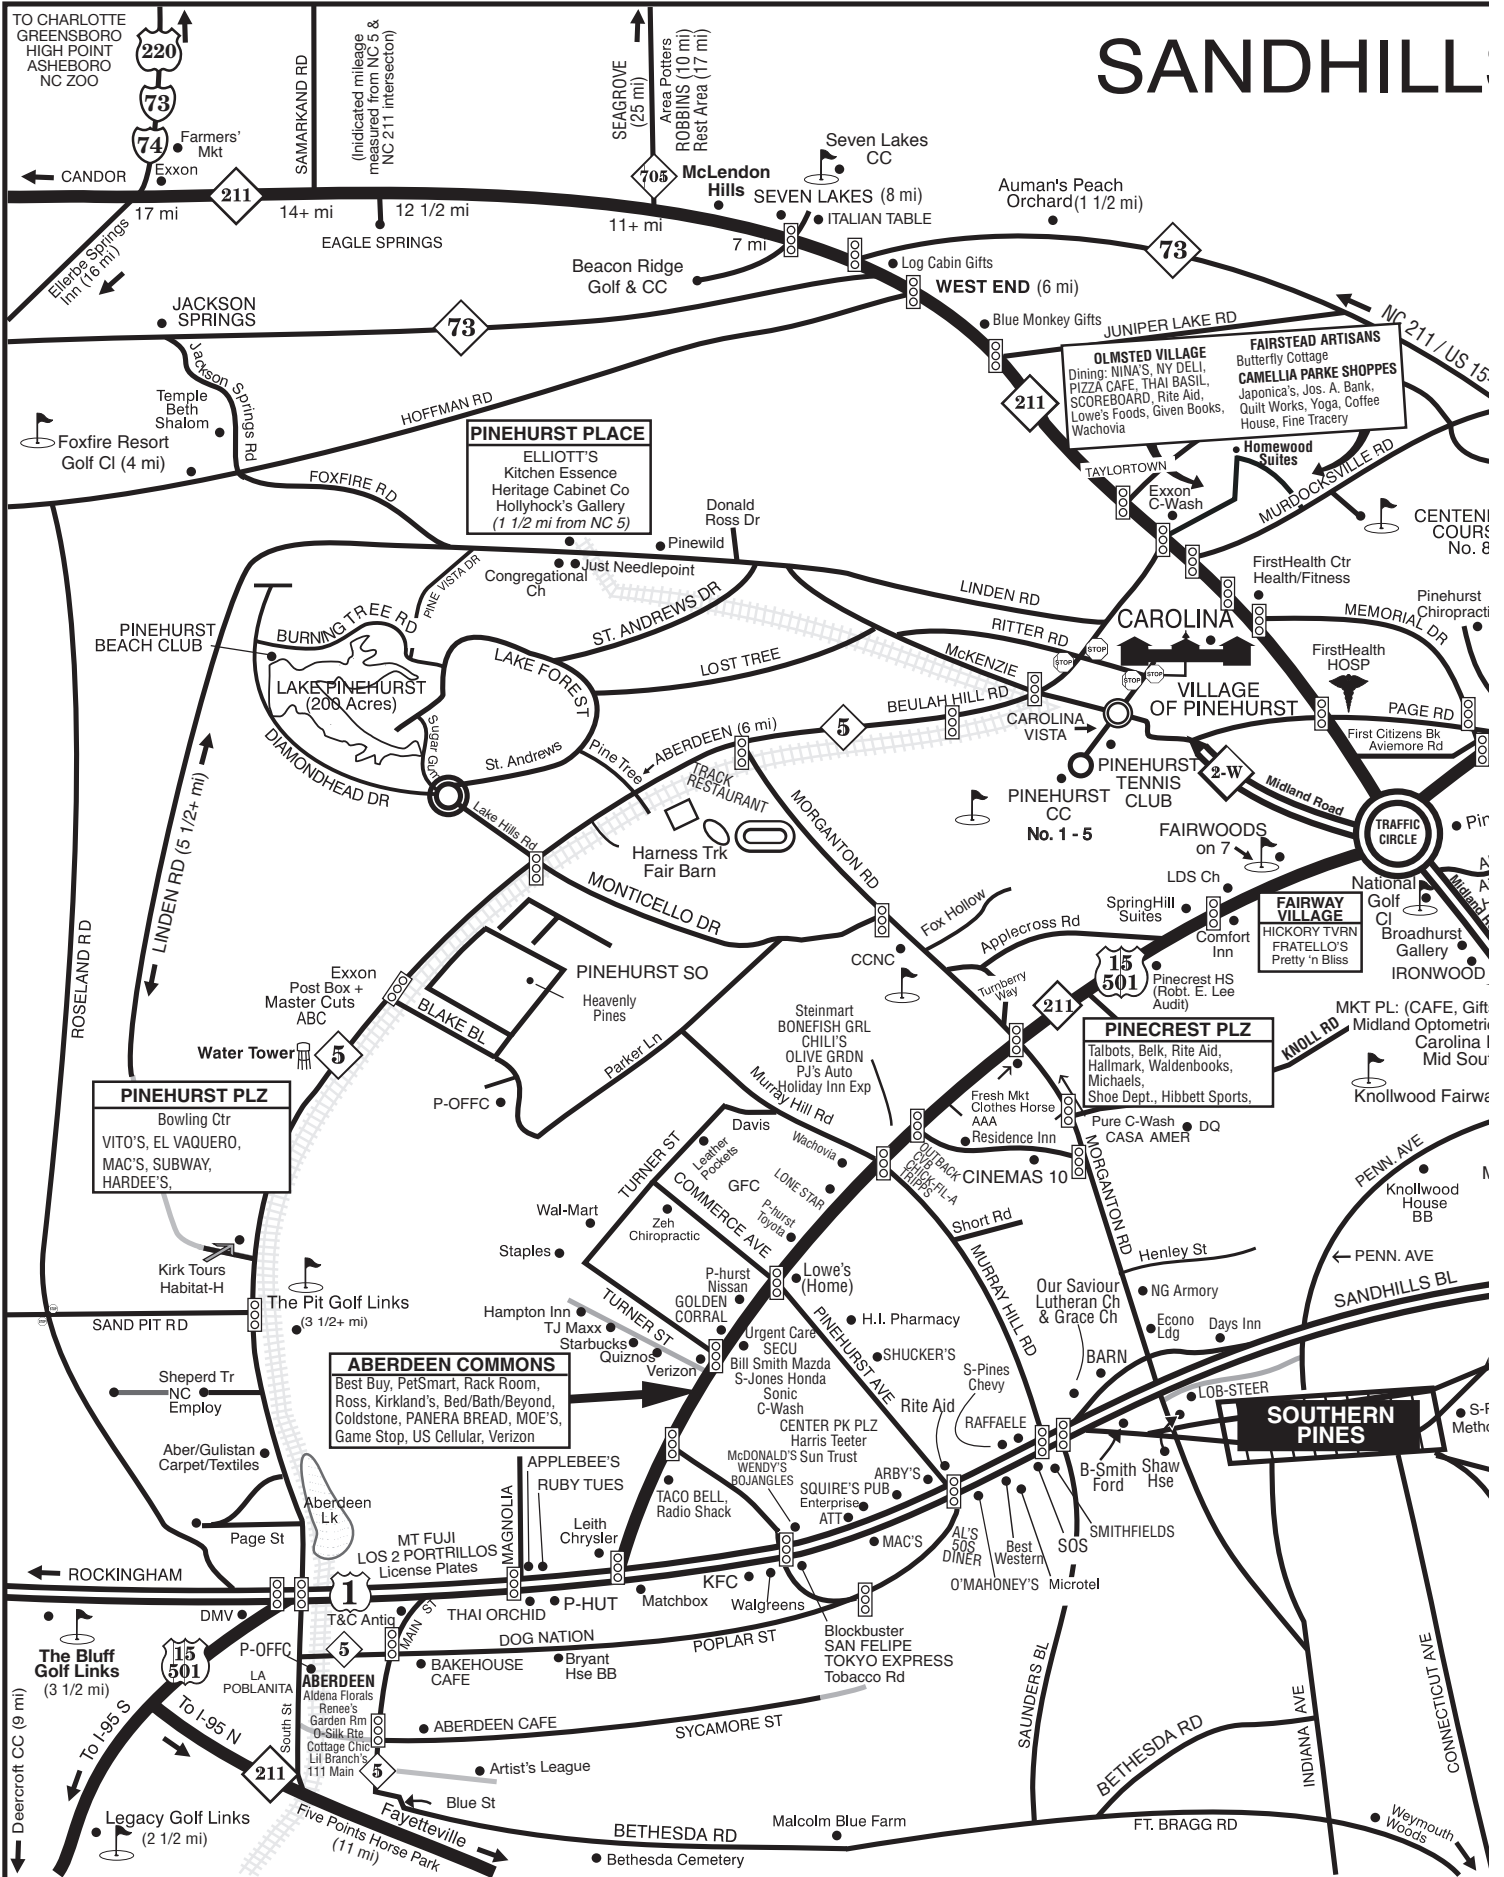 SANDHILLS
TO CHARLOTTE
GREENSBORO
HIGH POINT
ASHEBORO
NC ZOO
220
73
74
Farmers'
Mkt
Exxon
CANDOR
211
17 mi
SAMARKAND RD
14+ mi
(Inidicated mileage
measured from NC 5 &
NC 211 intersecton)
12 1/2 mi
EAGLE SPRINGS
SEAGROVE
(25 mi)
Area Potters
ROBBINS (10 mi)
Rest Area (17 mi)
705
11+ mi
McLendon
Hills
Seven Lakes
CC
SEVEN LAKES (8 mi)
ITALIAN TABLE
7 mi
Auman's Peach
Orchard (1 1/2 mi)
73
Ellerbe Springs
Inn (16 mi)
Beacon Ridge
Golf & CC
Log Cabin Gifts
WEST END (6 mi)
JACKSON
SPRINGS
73
Blue Monkey Gifts
JUNIPER LAKE RD
NC 211 / US 15-
OLMSTED VILLAGE
Dining: NINA'S, NY DELI,
PIZZA CAFE, THAI BASIL,
SCOREBOARD, Rite Aid,
Lowe's Foods, Given Books,
Wachovia
FAIRSTEAD ARTISANS
Butterfly Cottage
CAMELLIA PARKE SHOPPES
Japonica's, Jos. A. Bank,
Quilt Works, Yoga, Coffee
House, Fine Tracery
211
Jackson Springs Rd
Temple
Beth
Shalom
HOFFMAN RD
Foxfire Resort
Golf Cl (4 mi)
FOXFIRE RD
PINEHURST PLACE
ELLIOTT'S
Kitchen Essence
Heritage Cabinet Co
Hollyhock's Gallery
(1 1/2 mi from NC 5)
Homewood
Suites
TAYLORTOWN
Exxon
C-Wash
MURDOCKSVILLE RD
CENTEN
COURS
No. 8
Donald
Ross Dr
Pinewild
Congregational
Ch
Just Needlepoint
PINE VISTA DR
FirstHealth Ctr
Health/Fitness
LINDEN RD
Pinehurst
Chiropracti
PINEHURST
BEACH CLUB
BURNING TREE RD
ST. ANDREWS DR
RITTER RD
CAROLINA
MEMORIAL DR
LAKE PINEHURST
(200 Acres)
LAKE FOREST
LOST TREE
McKENZIE
STOP
STOP
STOP
STOP
FirstHealth
HOSP
VILLAGE
OF PINEHURST
BEULAH HILL RD
CAROLINA
VISTA
PAGE RD
First Citizens Bk
Aviemore Rd
Sugar Gum
DIAMONDHEAD DR
St. Andrews
Pine Tree
ABERDEEN (6 mi)
5
TRACK
RESTAURANT
PINEHURST
TENNIS
CLUB
2-W
Midland Road
PINEHURST
CC
No. 1 - 5
TRAFFIC
CIRCLE
Pin
LINDEN RD (5 1/2+ mi)
Lake Hills Rd
Harness Trk
Fair Barn
MORGANTON RD
FAIRWOODS
on 7
MONTICELLO DR
LDS Ch
National
Golf
Cl
FAIRWAY
VILLAGE
HICKORY TVRN
FRATELLO'S
Pretty 'n Bliss
Broadhurst
Gallery
IRONWOOD
Fox Hollow
SpringHill
Suites
Comfort
Inn
Applecross Rd
CCNC
15
501
Pinecrest HS
(Robt. E. Lee
Audit)
ROSELAND RD
Exxon
Post Box +
Master Cuts
ABC
BLAKE BL
PINEHURST SO
Heavenly
Pines
Turnberry
Way
211
Water Tower
5
Parker Ln
Steinmart
BONEFISH GRL
CHILI'S
OLIVE GRDN
PJ's Auto
Holiday Inn Exp
PINECREST PLZ
Talbots, Belk, Rite Aid,
Hallmark, Waldenbooks,
Michaels,
Shoe Dept., Hibbett Sports,
KNOLL RD
MKT PL: (CAFE, Gifts
Midland Optometri
Carolina
Mid Sou
Knollwood Fairwa
PINEHURST PLZ
Bowling Ctr
VITO'S, EL VAQUERO,
MAC'S, SUBWAY,
HARDEE'S,
P-OFFC
Murray Hill Rd
Fresh Mkt
Clothes Horse
AAA
Residence Inn
Pure C-Wash
CASA AMER
DQ
Davis
Leather
Pockets
Wachovia
OUTBACK
CVB
CHICK-FIL-A
TRIPPS
CINEMAS 10
PENN. AVE
TURNER ST
COMMERCE AVE
GFC
LONE STAR
MORGANTON RD
Knollwood
House
BB
Wal-Mart
Zeh
Chiropractic
P-hurst
Toyota
Short Rd
Staples
Henley St
PENN. AVE
Kirk Tours
Habitat-H
P-hurst
Nissan
GOLDEN
CORRAL
Lowe's
(Home)
MURRAY HILL RD
Our Saviour
Lutheran Ch
& Grace Ch
NG Armory
SANDHILLS BL
The Pit Golf Links
(3 1/2+ mi)
SAND PIT RD
Hampton Inn
TJ Maxx
Starbucks
Quiznos
TURNER ST
Verizon
H.I. Pharmacy
Econo
Ldg
Days Inn
Urgent Care
SECU
Bill Smith Mazda
S-Jones Honda
Sonic
C-Wash
PINEHURST AVE
SHUCKER'S
S-Pines
Chevy
BARN
ABERDEEN COMMONS
Best Buy, PetSmart, Rack Room,
Ross, Kirkland's, Bed/Bath/Beyond,
Coldstone, PANERA BREAD, MOE'S,
Game Stop, US Cellular, Verizon
Sheperd Tr
NC
Employ
Rite Aid
RAFFAELE
LOB-STEER
SOUTHERN
PINES
S-P
Metho
CENTER PK PLZ
Harris Teeter
Sun Trust
McDONALD'S
WENDY'S
BOJANGLES
Aber/Gulistan
Carpet/Textiles
APPLEBEE'S
RUBY TUES
TACO BELL,
Radio Shack
SQUIRE'S PUB
Enterprise
ATT
ARBY'S
B-Smith
Ford
Shaw
Hse
Aberdeen
Lk
MAGNOLIA
Leith
Chrysler
MAC'S
AL'S
50S
DINER
Best
Western
SOS
SMITHFIELDS
Page St
MT FUJI
LOS 2 PORTRILLOS
License Plates
ROCKINGHAM
1
KFC
Walgreens
O'MAHONEY'S
Microtel
DMV
T&C Antiq
MAIN ST
THAI ORCHID
P-HUT
Matchbox
The Bluff
Golf Links
(3 1/2 mi)
15
501
P-OFFC
5
DOG NATION
POPLAR ST
Blockbuster
SAN FELIPE
TOKYO EXPRESS
Tobacco Rd
LA
POBLANITA
ABERDEEN
Aldena Florals
Renee's
Garden Rm
O-Silk Rte
Cottage Chic
Lil Branch's
111 Main
BAKEHOUSE
CAFE
Bryant
Hse BB
South St
To I-95 S
To I-95 N
ABERDEEN CAFE
SYCAMORE ST
SAUNDERS BL
BETHESDA RD
INDIANA AVE
CONNECTICUT AVE
Deercroft CC (9 mi)
211
5
Artist's League
Blue St
Legacy Golf Links
(2 1/2 mi)
Five Points Horse Park
(11 mi)
Fayetteville
BETHESDA RD
Malcolm Blue Farm
FT. BRAGG RD
Weymouth
Woods
Bethesda Cemetery